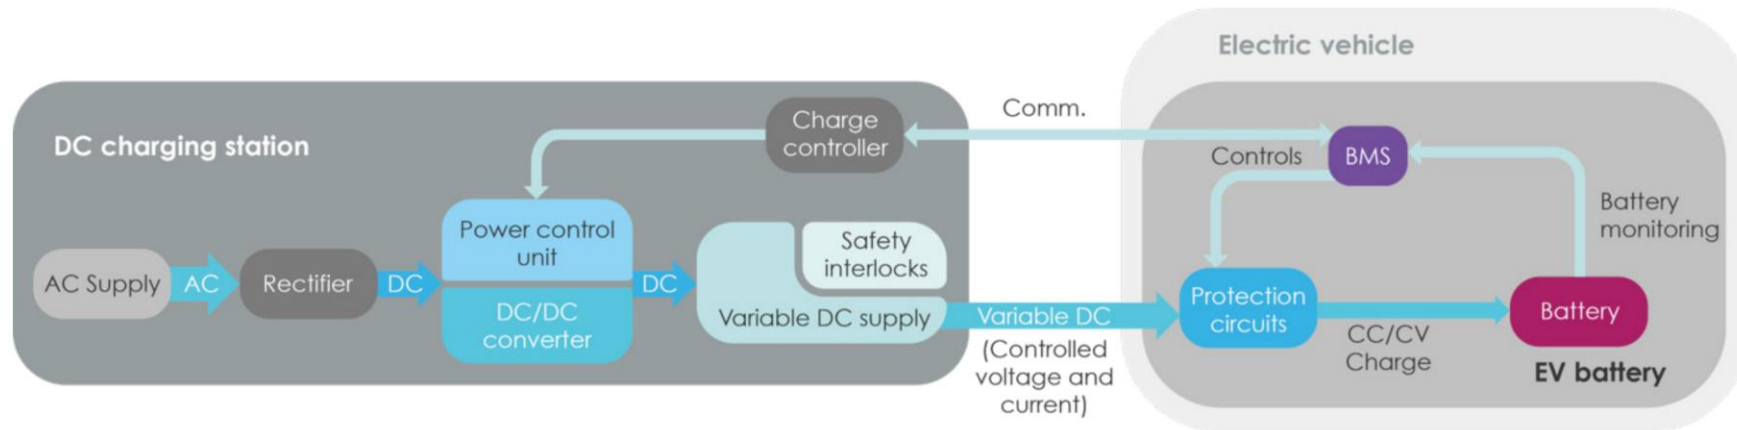 Electric vehicle
DC charging station
Charge
controller
Comm.
Controls
BMS
Battery
monitoring
Power control
unit
Safety
interlocks
AC Supply
AC
Rectifier
DC
DC/DC
converter
DC
Variable DC supply
Variable DC
(Controlled
voltage and
current)
Protection
circuits
CC/CV
Charge
Battery
EV battery